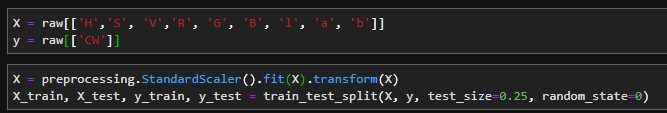 X = raw[['H','S', 'V','R', 'G', 'B', 'l', 'a', 'b']]
y = raw[['CW']]
X = preprocessing.StandardScaler().fit(X).transform(X)
X_train, X_test, y_train, y_test = train_test_split(X, y, test_size=0.25, random_state=0)